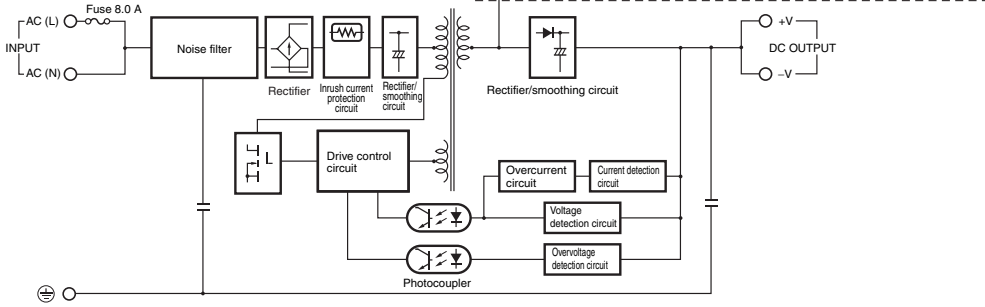 Fuse 8.0 A
AC (L)
INPUT
AC (N)
Noise filter
Rectifier
Inrush current
protection
circuit
Rectifier/
smoothing
circuit
Rectifier/smoothing circuit
+V
DC OUTPUT
–V
Drive control
circuit
Overcurrent
circuit
Current detection
circuit
Voltage
detection circuit
Overvoltage
detection circuit
Photocoupler